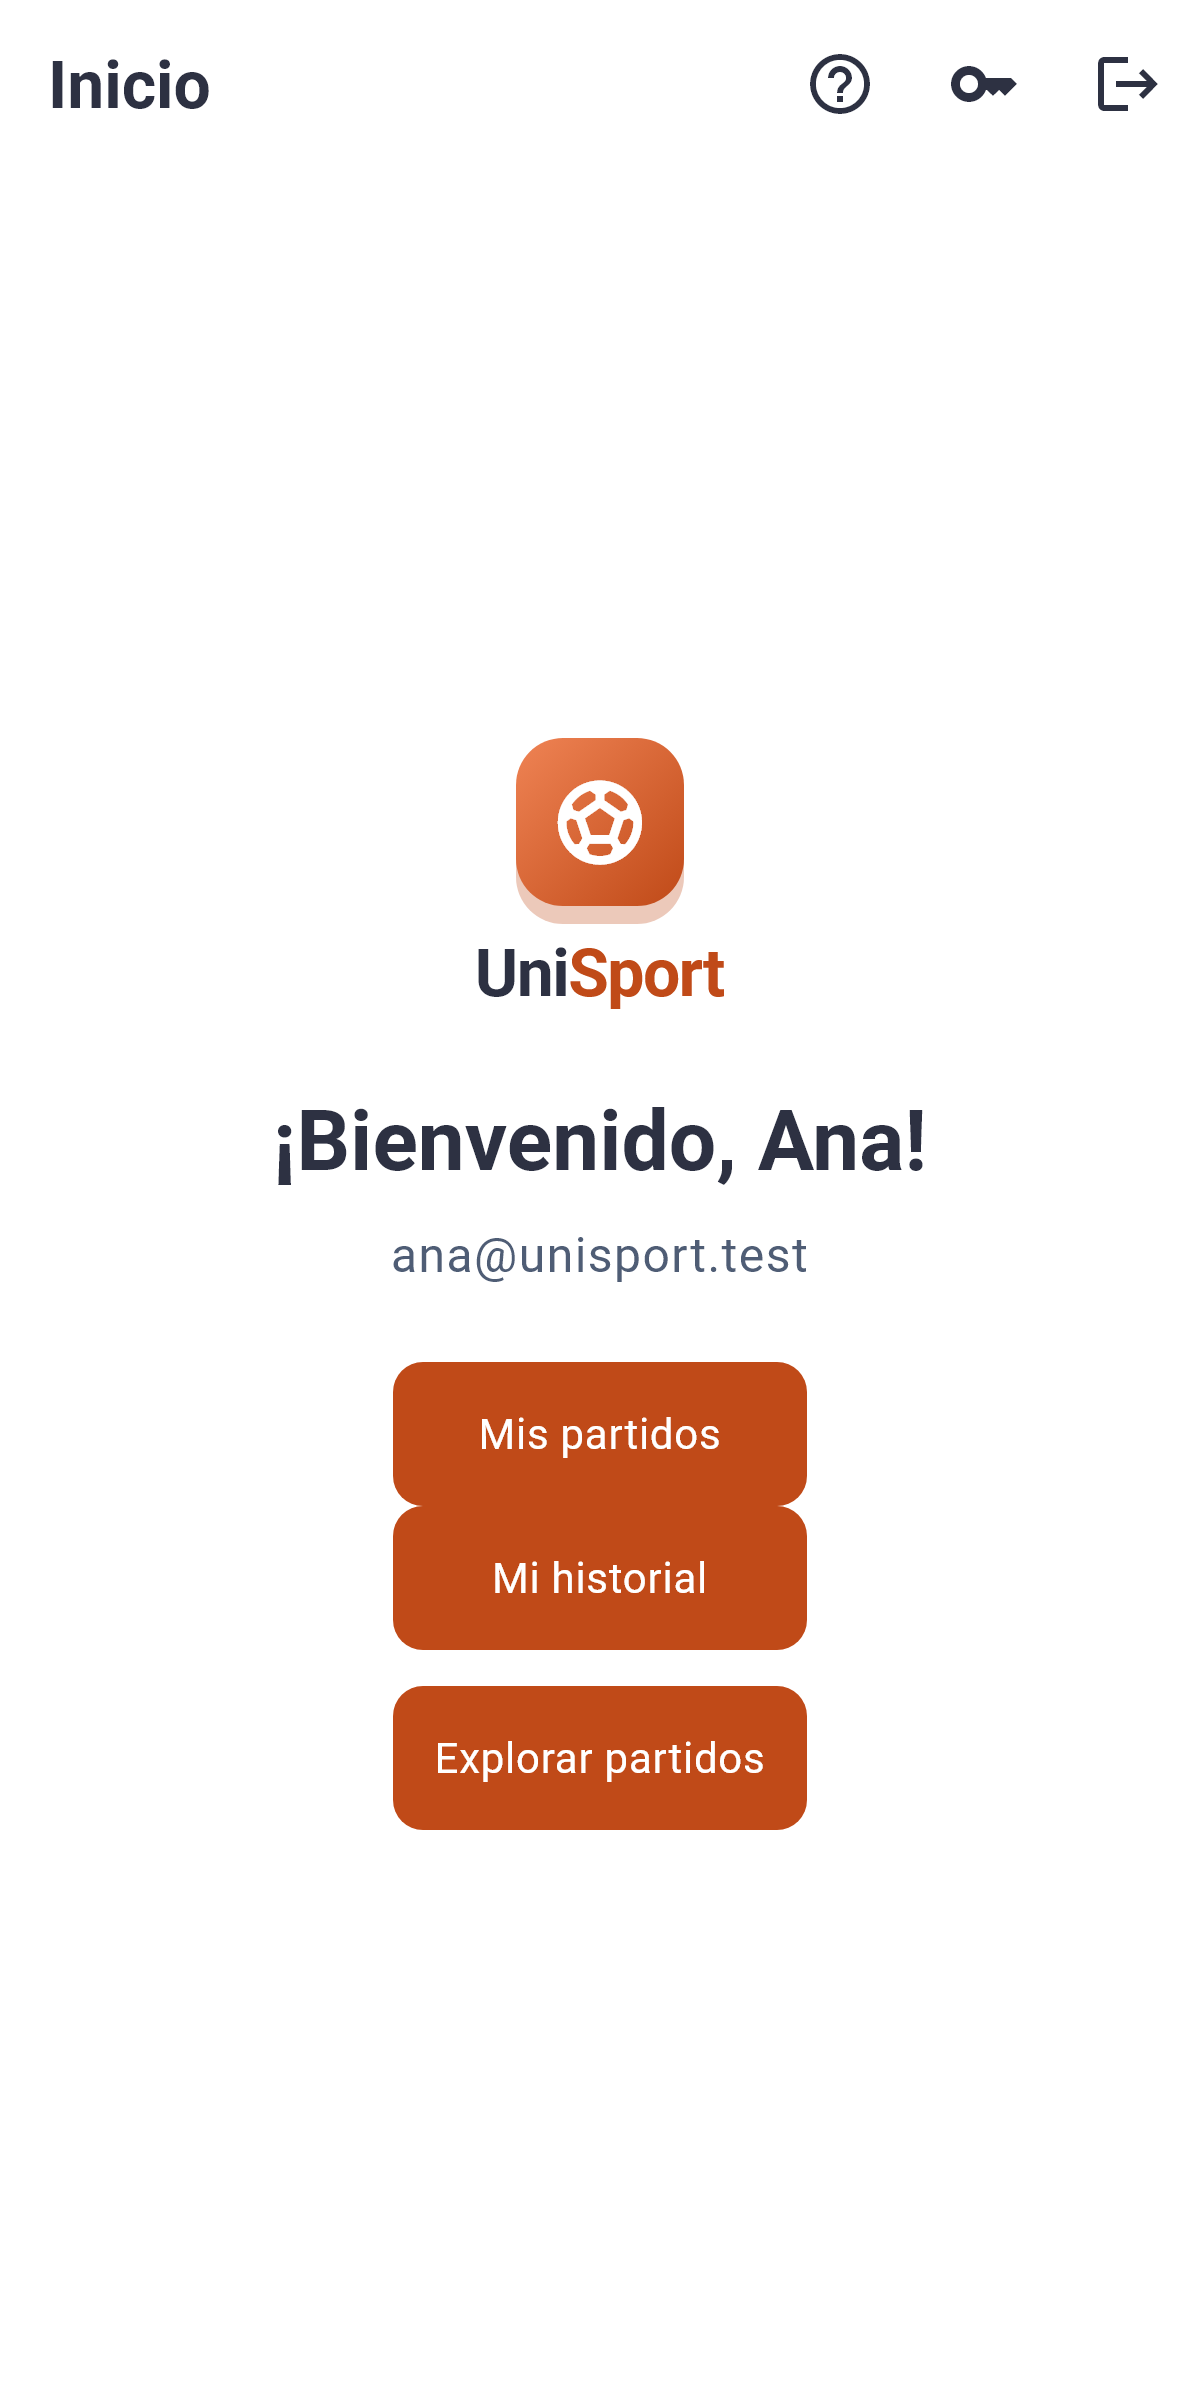 Inicio
UniSport
¡Bienvenido, Ana!
ana@unisport.test
Mis partidos
Mi historial
Explorar partidos